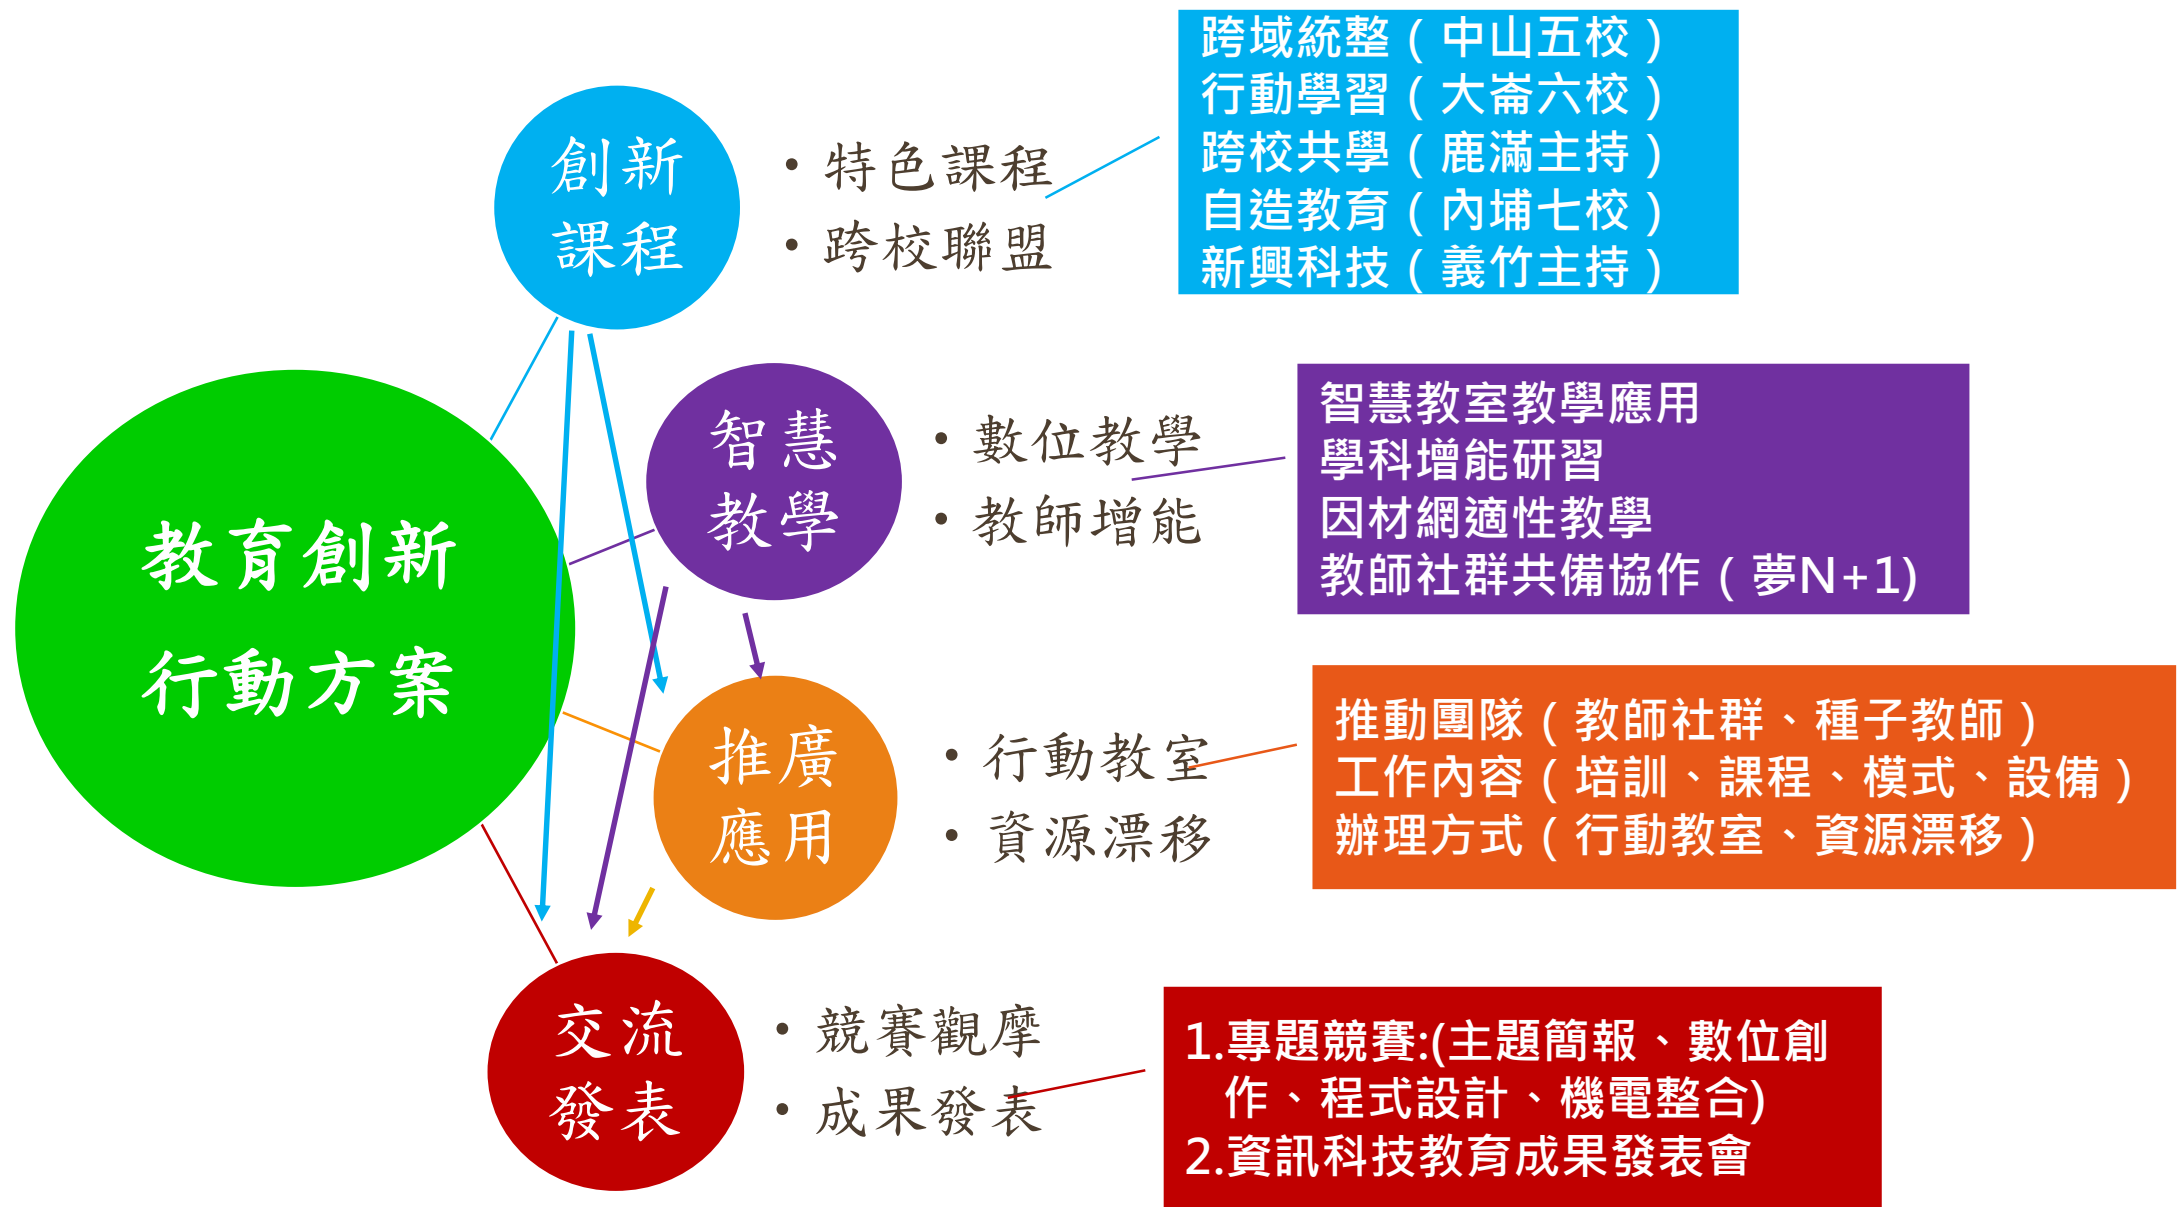 教育創新
行動方案
創新
課程
• 特色課程
• 跨校聯盟
跨域統整（中山五校）
行動學習（大崙六校）
跨校共學（鹿滿主持）
自造教育（內埔七校）
新興科技（義竹主持）
智慧
教學
• 數位教學
• 教師增能
智慧教室教學應用
學科增能研習
因材網適性教學
教師社群共備協作（夢N+1)
推廣
應用
• 行動教室
• 資源漂移
推動團隊（教師社群、種子教師）
工作內容（培訓、課程、模式、設備）
辦理方式（行動教室、資源漂移）
交流
發表
• 競賽觀摩
• 成果發表
1.專題競賽:(主題簡報、數位創
作、程式設計、機電整合)
2.資訊科技教育成果發表會